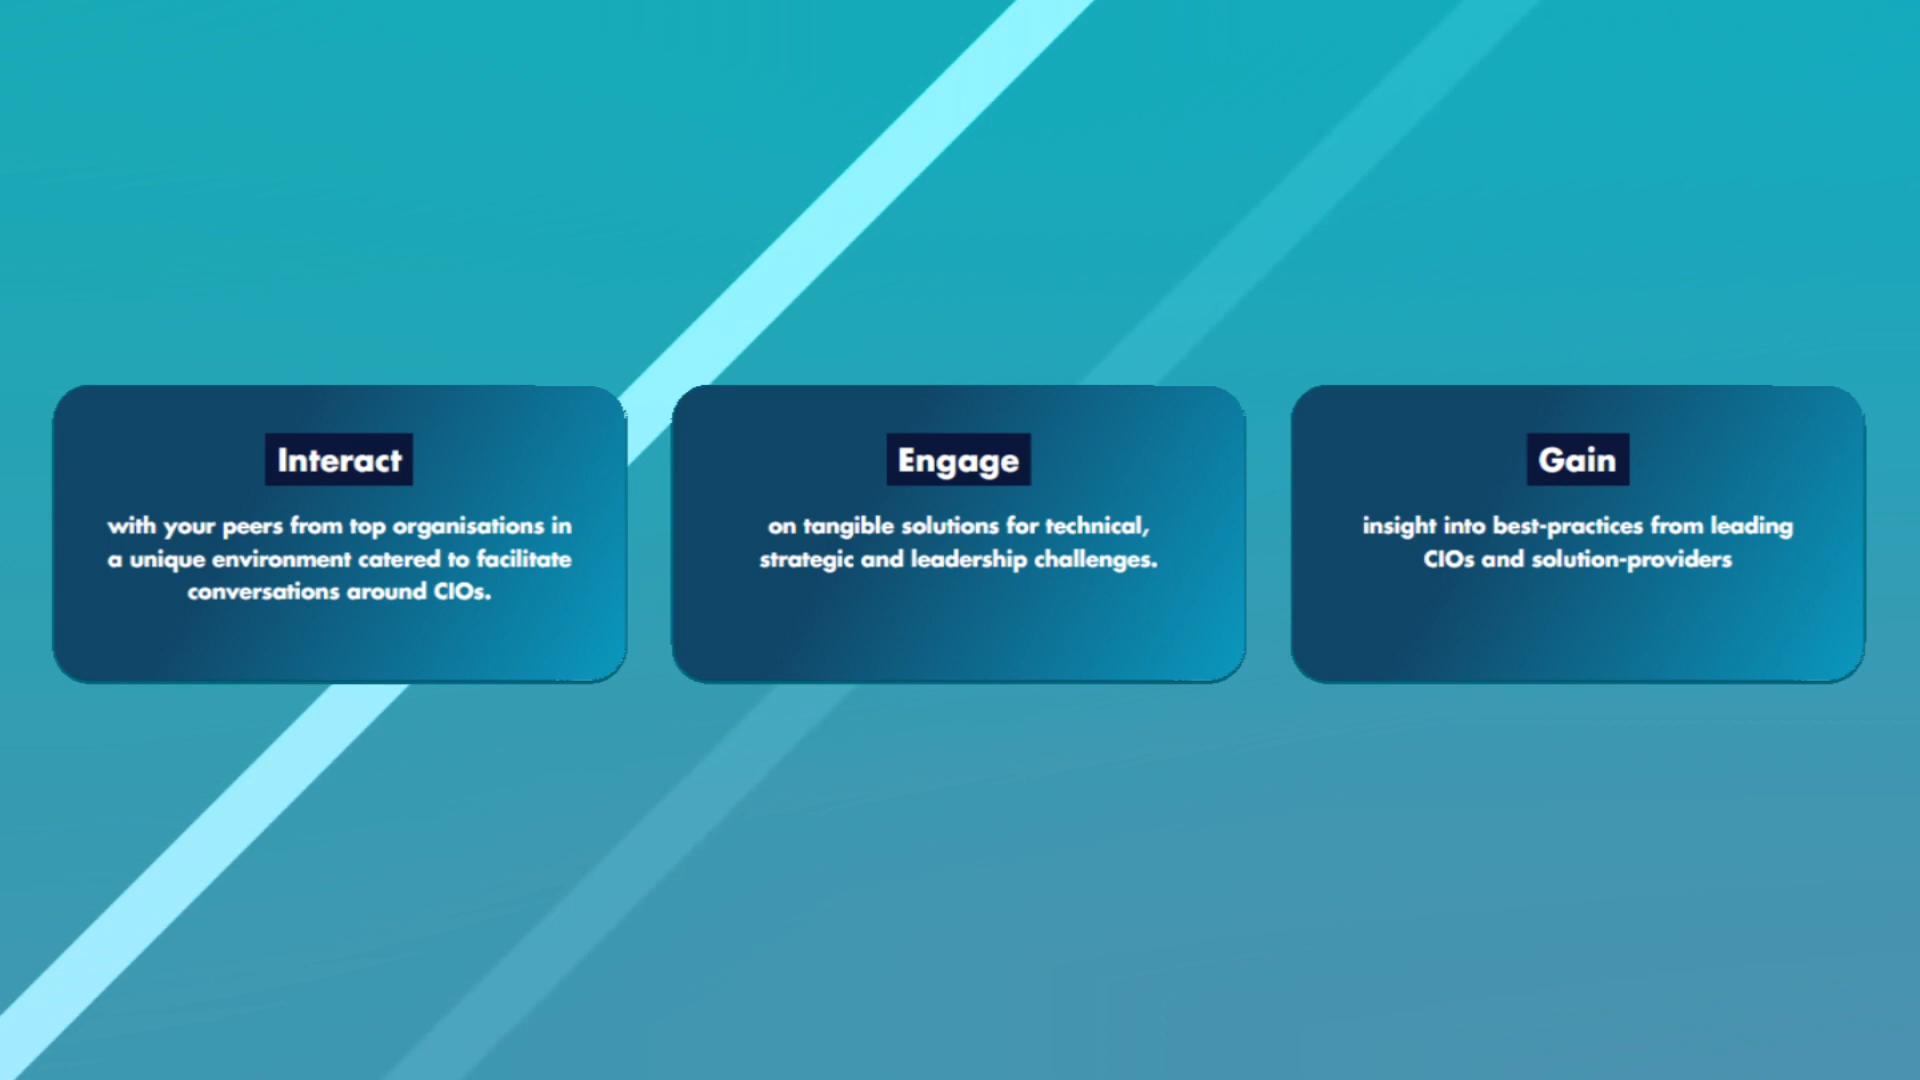 Interact
with your peers from top organisations in
a unique environment catered to facilitate
conversations around CIOs.
Engage
on tangible solutions for technical,
strategic and leadership challenges.
Gain
insight into best-practices from leading
CIOs and solution-providers